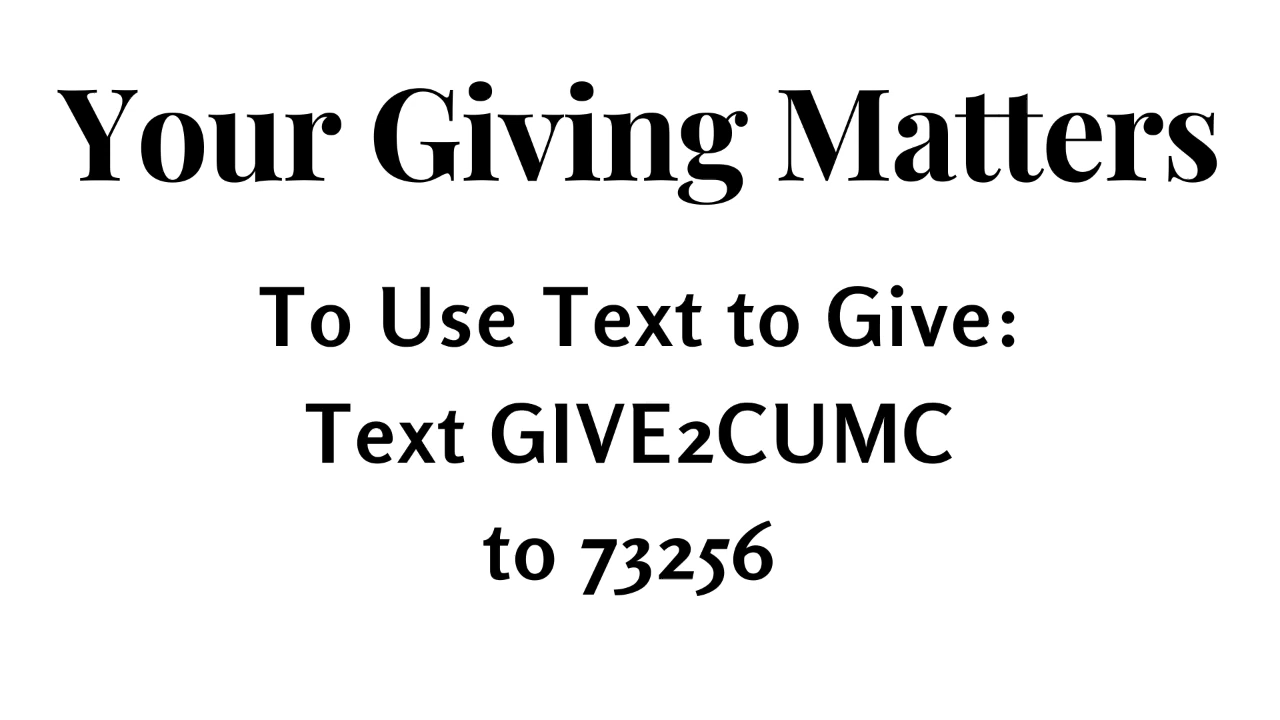 Your Giving Matters
To Use Text to Give:
Text GIVE2CUMC
to 73256